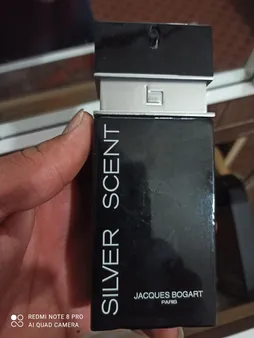 SILVER SCENT
JACQUES BOGART
PARIS
REDMI NOTE 8 PRO
AI QUAD CAMERA